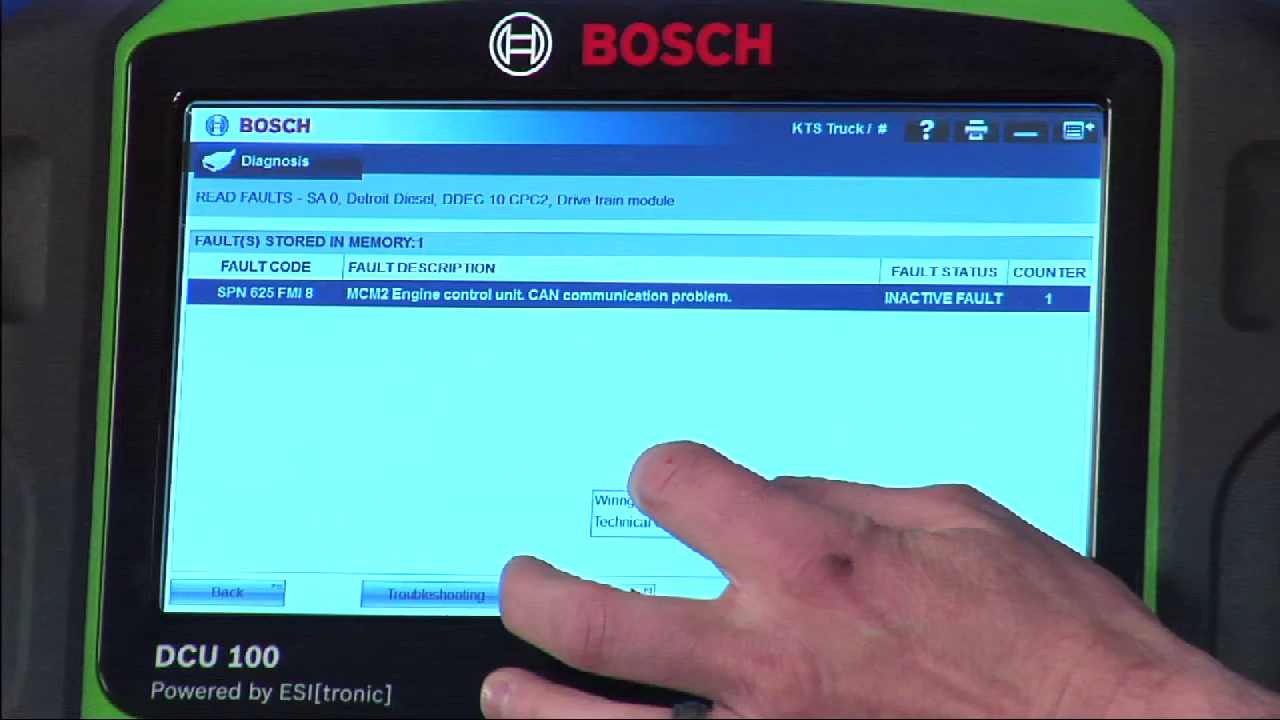 BOSCH
BOSCH
KTS Truck / #
?
Diagnosis
READ FAULTS - SA 0, Detroit Diesel, DDEC 10 CPC2, Drive train module
FAULT(S) STORED IN MEMORY:1
FAULT CODE FAULT DESCRIPTION FAULT STATUS COUNTER
SPN 625 FMI 8 MCM2 Engine control unit. CAN communication problem. INACTIVE FAULT 1
Wiring
Technical
Back
Troubleshooting
DCU 100
Powered by ESI[tronic]